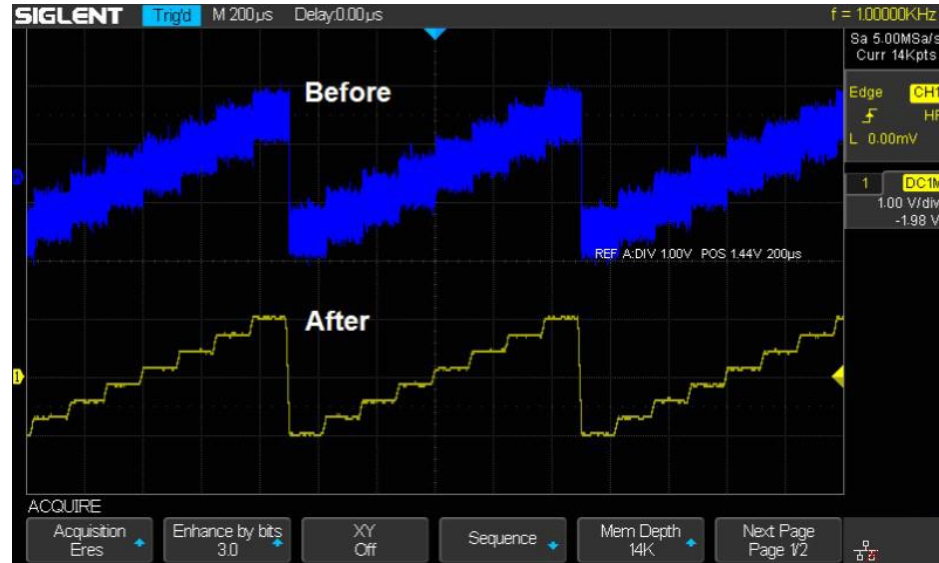 SIGLENT Trig'd M 200µs Delay:0.00µs f = 1.00000KHz
Sa 5.00MSa/s
Curr 14Kpts
Edge CH1
HF
L 0.00mV
1 DC1M
1.00 V/div
-1.98 V
Before
REF A:DIV 1.00V POS 1.44V 200µs
After
1
ACQUIRE
Acquisition Enhance by bits XY Sequence Mem Depth Next Page
Eres 3.0 Off 14K Page 1/2